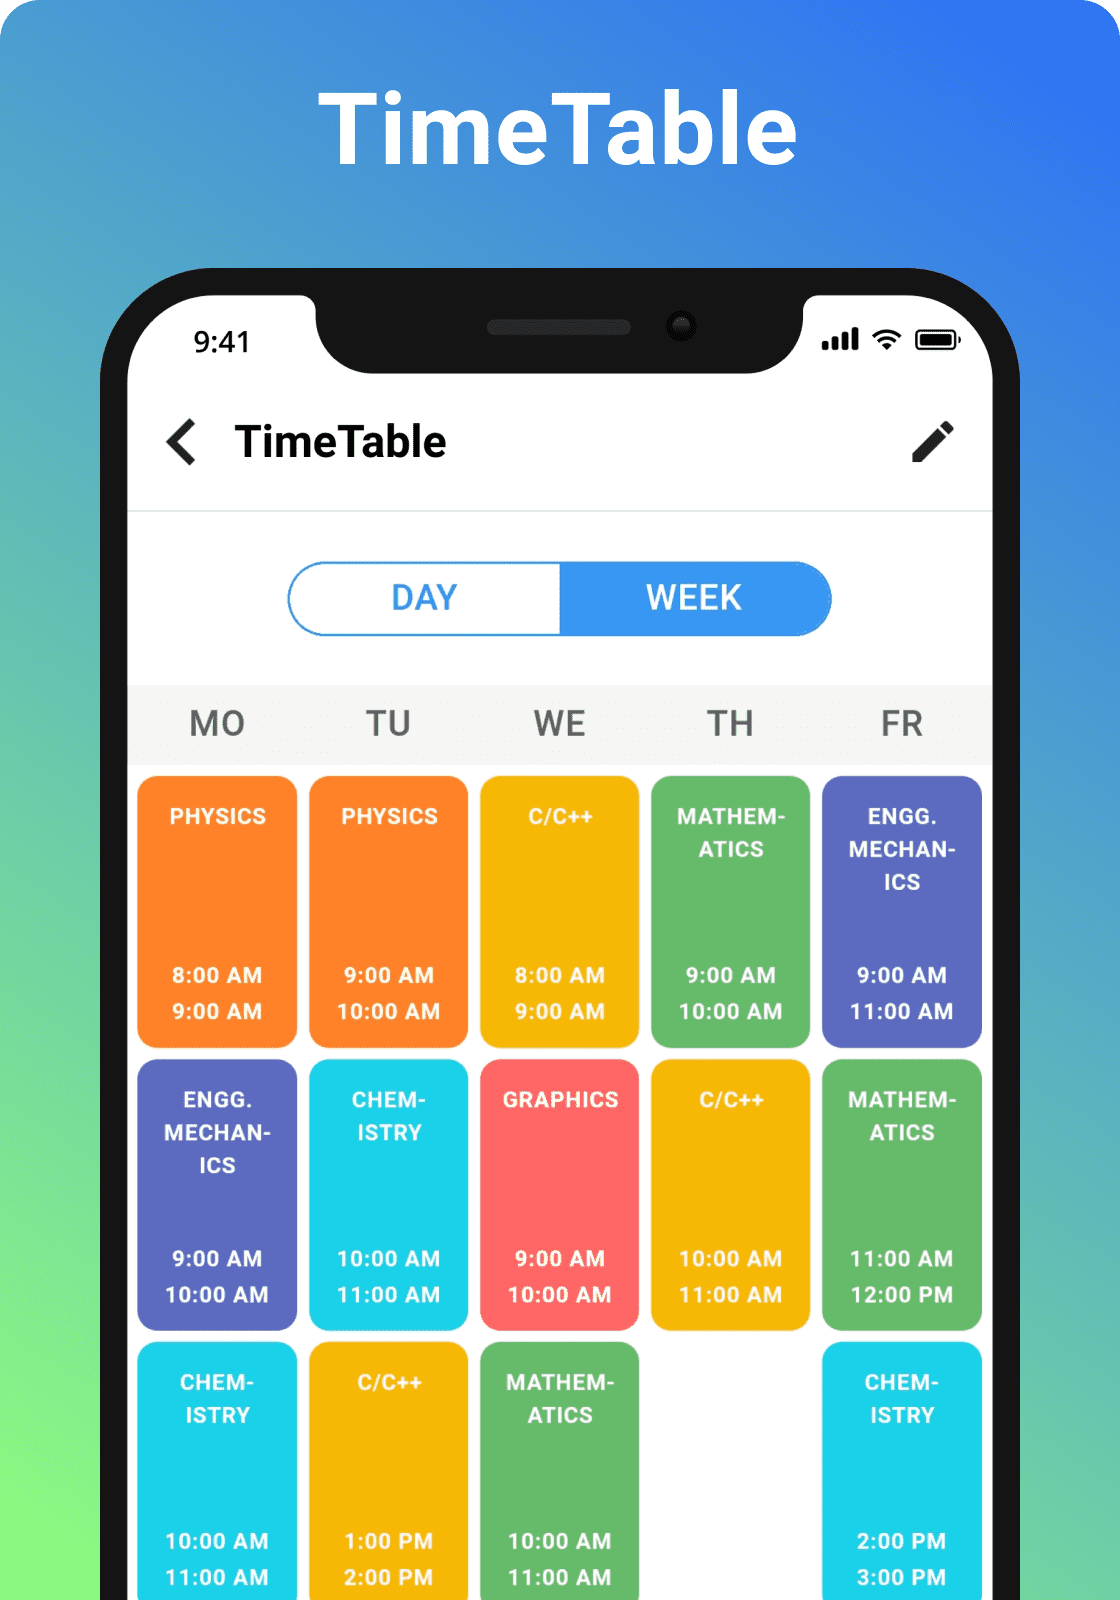 TimeTable
9:41
TimeTable
DAY WEEK
MO TU WE TH FR
PHYSICS
8:00 AM
9:00 AM
PHYSICS
9:00 AM
10:00 AM
C/C++
8:00 AM
9:00 AM
MATHEM-
ATICS
9:00 AM
10:00 AM
ENGG.
MECHAN-
ICS
9:00 AM
11:00 AM
ENGG.
MECHAN-
ICS
9:00 AM
10:00 AM
CHEM-
ISTRY
10:00 AM
11:00 AM
GRAPHICS
9:00 AM
10:00 AM
C/C++
10:00 AM
11:00 AM
MATHEM-
ATICS
11:00 AM
12:00 PM
CHEM-
ISTRY
10:00 AM
11:00 AM
C/C++
1:00 PM
2:00 PM
MATHEM-
ATICS
10:00 AM
11:00 AM
CHEM-
ISTRY
2:00 PM
3:00 PM